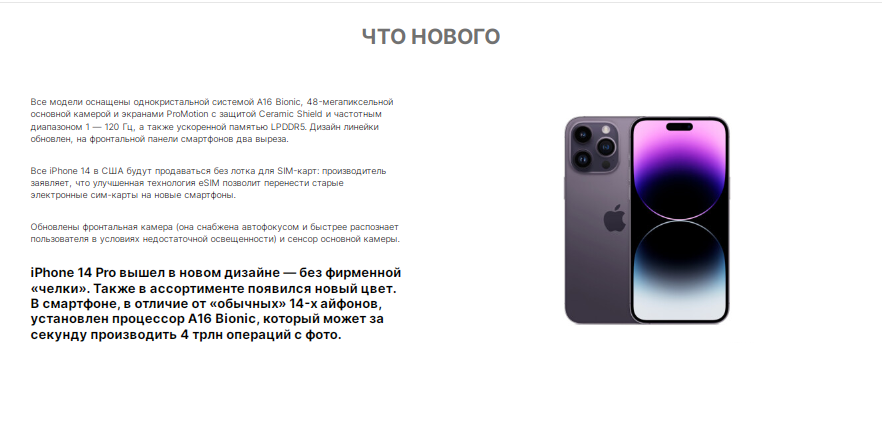 ЧТО НОВОГО
Все модели оснащены однокристальной системой A16 Bionic, 48-мегапиксельной
основной камерой и экранами ProMotion с защитой Ceramic Shield и частотным
диапазоном 1 — 120 Гц, а также ускоренной памятью LPDDR5. Дизайн линейки
обновлен, на фронтальной панели смартфонов два выреза.
Все iPhone 14 в США будут продаваться без лотка для SIM-карт: производитель
заявляет, что улучшенная технология eSIM позволит перенести старые
электронные сим-карты на новые смартфоны.
Обновлены фронтальная камера (она снабжена автофокусом и быстрее распознает
пользователя в условиях недостаточной освещенности) и сенсор основной камеры.
iPhone 14 Pro вышел в новом дизайне — без фирменной
«челки». Также в ассортименте появился новый цвет.
В смартфоне, в отличие от «обычных» 14-х айфонов,
установлен процессор A16 Bionic, который может за
секунду производить 4 трлн операций с фото.